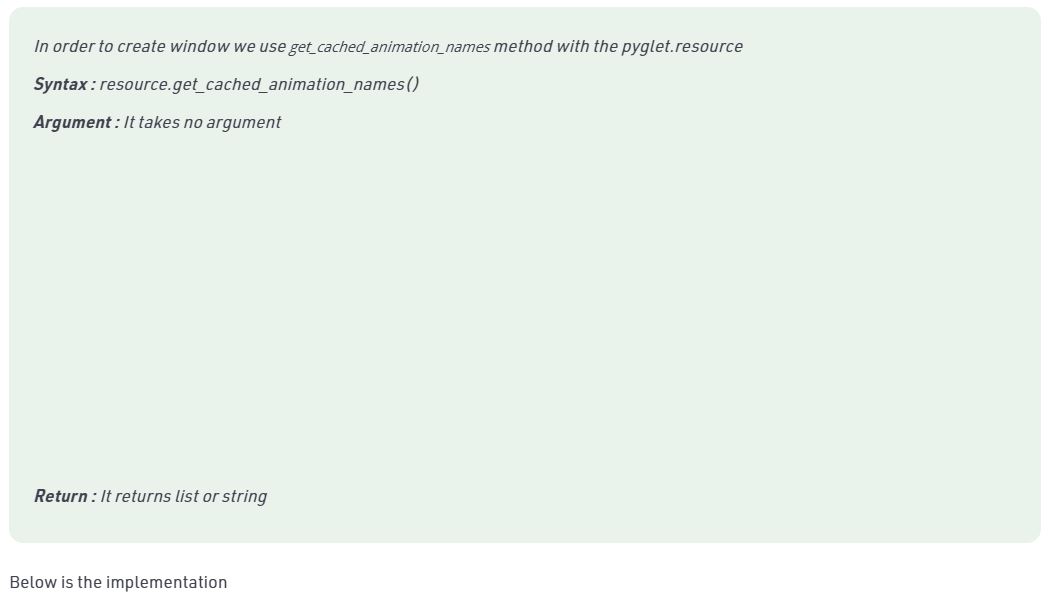 In order to create window we use get_cached_animation_names method with the pyglet.resource
Syntax : resource.get_cached_animation_names()
Argument : It takes no argument
Return : It returns list or string
Below is the implementation